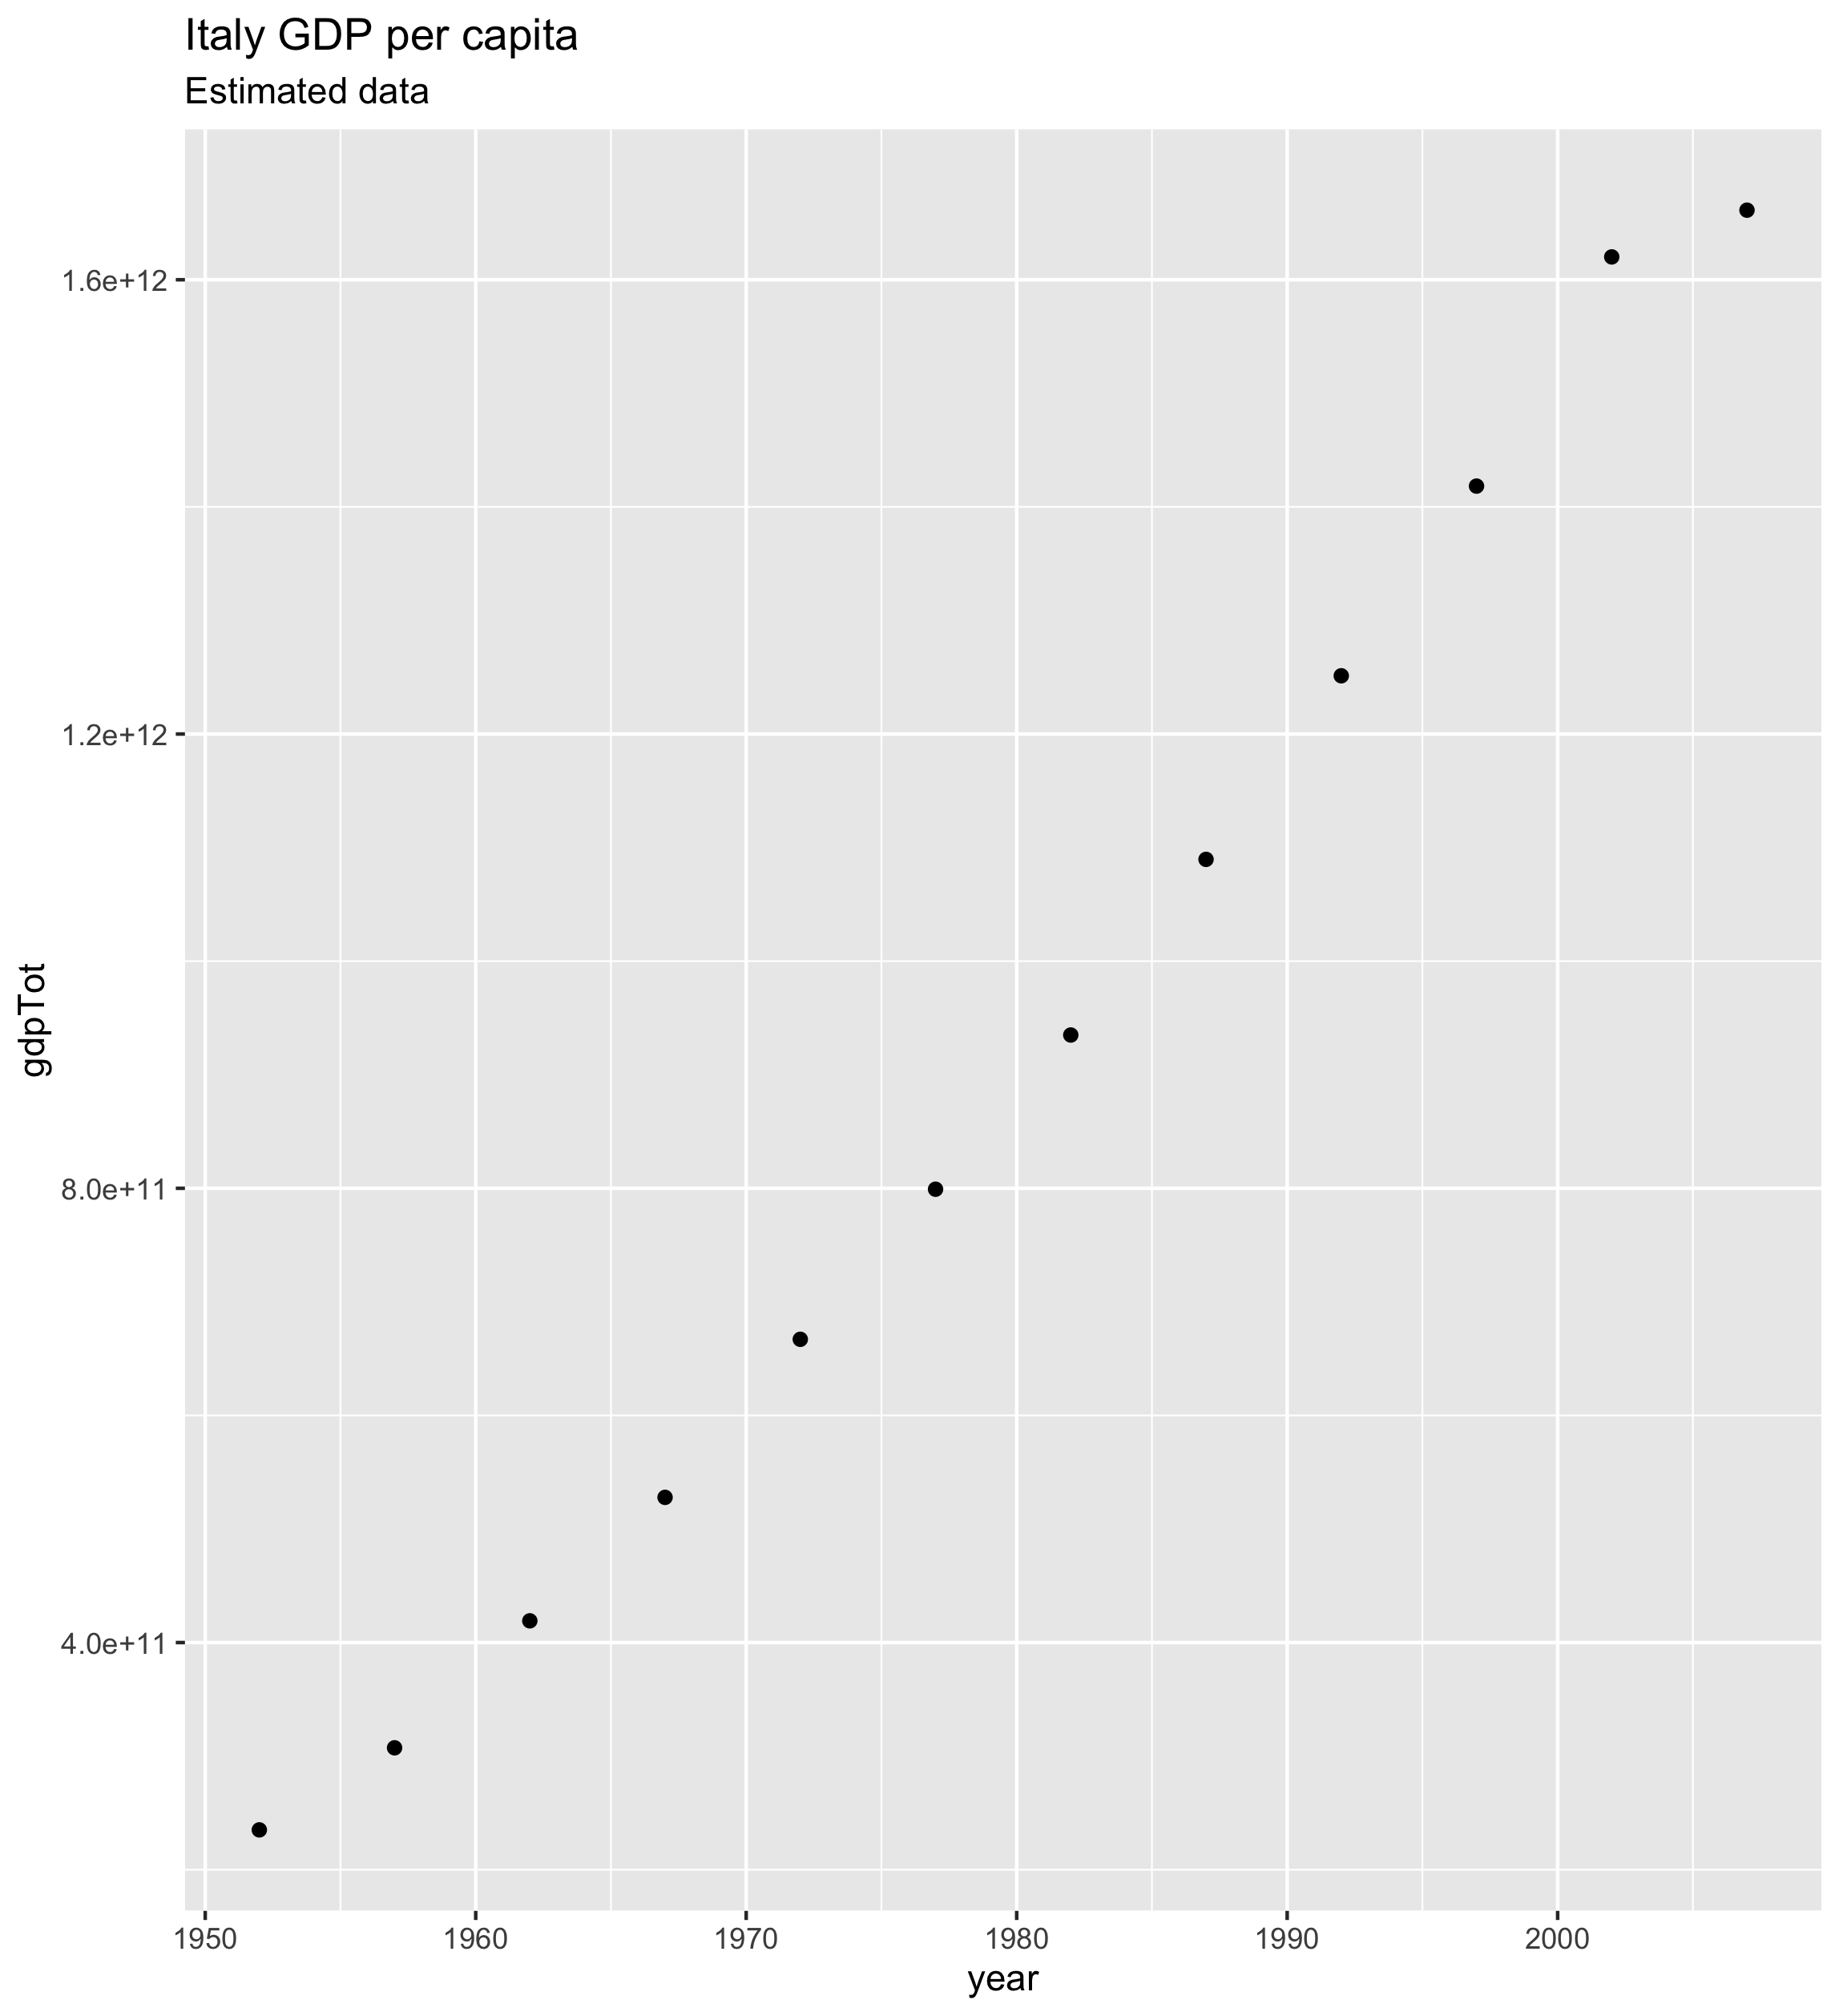 Italy GDP per capita
Estimated data
1.6e+12
1.2e+12
8.0e+11
4.0e+11
gdpTot
1950 1960 1970 1980 1990 2000
year